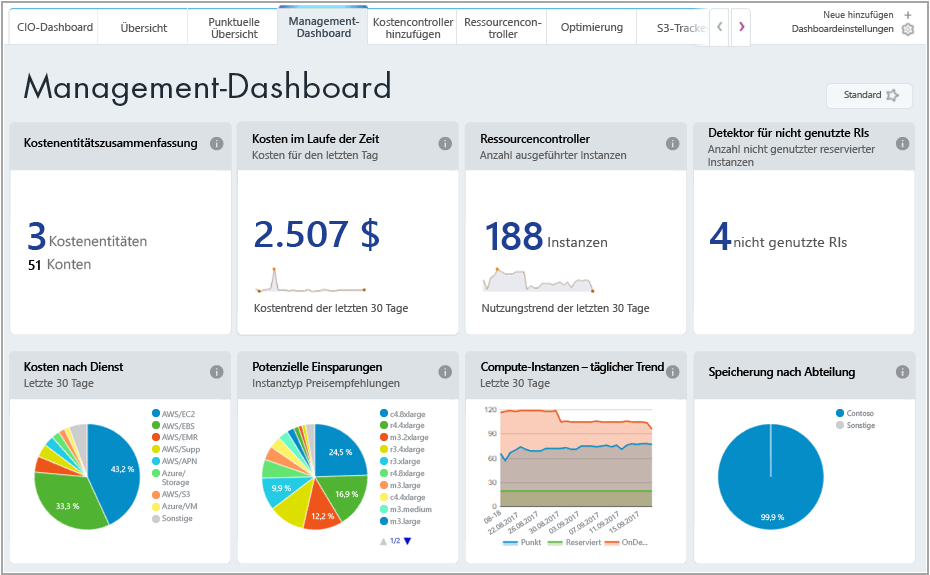 CIO-Dashboard
Übersicht
Punktuelle
Übersicht
Management-
Dashboard
Kostencontroller
hinzufügen
Ressourcencon-
troller
Optimierung
S3-Tracke
Neue hinzufügen
Dashboardeinstellungen
Management-Dashboard
Standard
Kostenentitätszusammenfassung
3 Kostenentitäten
51 Konten
Kosten im Laufe der Zeit
Kosten für den letzten Tag
2.507 $
Kostentrend der letzten 30 Tage
Ressourcencontroller
Anzahl ausgeführter Instanzen
188 Instanzen
Nutzungstrend der letzten 30 Tage
Detektor für nicht genutzte RIs
Anzahl nicht genutzter reservierter
Instanzen
4 nicht genutzte RIs
Kosten nach Dienst
Letzte 30 Tage
43,2 %
33,3 %
AWS/EC2
AWS/EBS
AWS/EMR
AWS/Supp
AWS/APN
Azure/
Storage
AWS/S3
Azure/VM
Sonstige
Potenzielle Einsparungen
Instanztyp Preisempfehlungen
24,5 %
16,9 %
12,2 %
9,9 %
c4.8xlarge
r4.4xlarge
m3.2xlarge
r3.4xlarge
r3.xlarge
r4.8xlarge
m3.large
c4.4xlarge
m3.medium
m3.large
1/2
Compute-Instanzen – täglicher Trend
Letzte 30 Tage
120
90
60
30
0
08-18
22.08.2017
26.08.2017
30.08.2017
03.09.2017
07.09.2017
11.09.2017
15.09.2017
Punkt
Reserviert
OnDe...
Speicherung nach Abteilung
99,9 %
Contoso
Sonstige